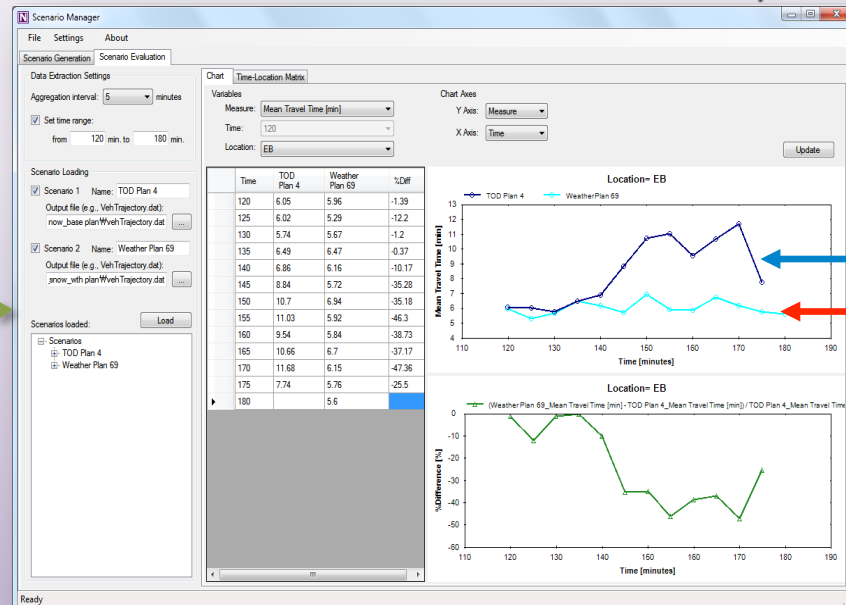 Scenario Manager
File Settings About
Scenario Generation Scenario Evaluation
Data Extraction Settings
Aggregation interval: 5 minutes
Set time range:
from 120 min. to 180 min.
Scenario Loading
Scenario 1 Name: TOD Plan 4
Output file (e.g., VehTrajectory.dat):
now_base plan₩vehTrajectory.dat ...
Scenario 2 Name: Weather Plan 69
Output file (e.g., VehTrajectory.dat):
_snow_wth plan₩vehTrajectory.dat ...
Scenarios loaded: Load
Scenarios
TOD Plan 4
Weather Plan 69
Chart Time-Location Matrix
Variables
Measure: Mean Travel Time [min]
Time: 120
Location: EB
Chart Axes
Y Axis: Measure
X Axis: Time
Update
Time TOD Plan 4 Weather Plan 69 %Diff
120 6.05 5.96 -1.39
125 6.02 5.29 -12.2
130 5.74 5.67 -1.2
135 6.49 6.47 -0.37
140 6.86 6.16 -10.17
145 8.84 5.72 -35.28
150 10.7 6.94 -35.18
155 11.03 5.92 -46.3
160 9.54 5.84 -38.73
165 10.66 6.7 -37.17
170 11.68 6.15 -47.36
175 7.74 5.76 -25.5
180 5.6
Location= EB
TOD Plan 4 WeatherPlan 69
Mean Travel Time [min]
13
12
11
10
9
8
7
6
5
4
110 120 130 140 150 160 170 180 190
Time [minutes]
Location= EB
(Weather Plan 69_Mean Travel Time [min] - TOD Plan 4_Mean Travel Time [min]) / TOD Plan 4_Mean Travel Time
%Difference [%]
0
-10
-20
-30
-40
-50
-60
110 120 130 140 150 160 170 180 190
Time [minutes]
Ready